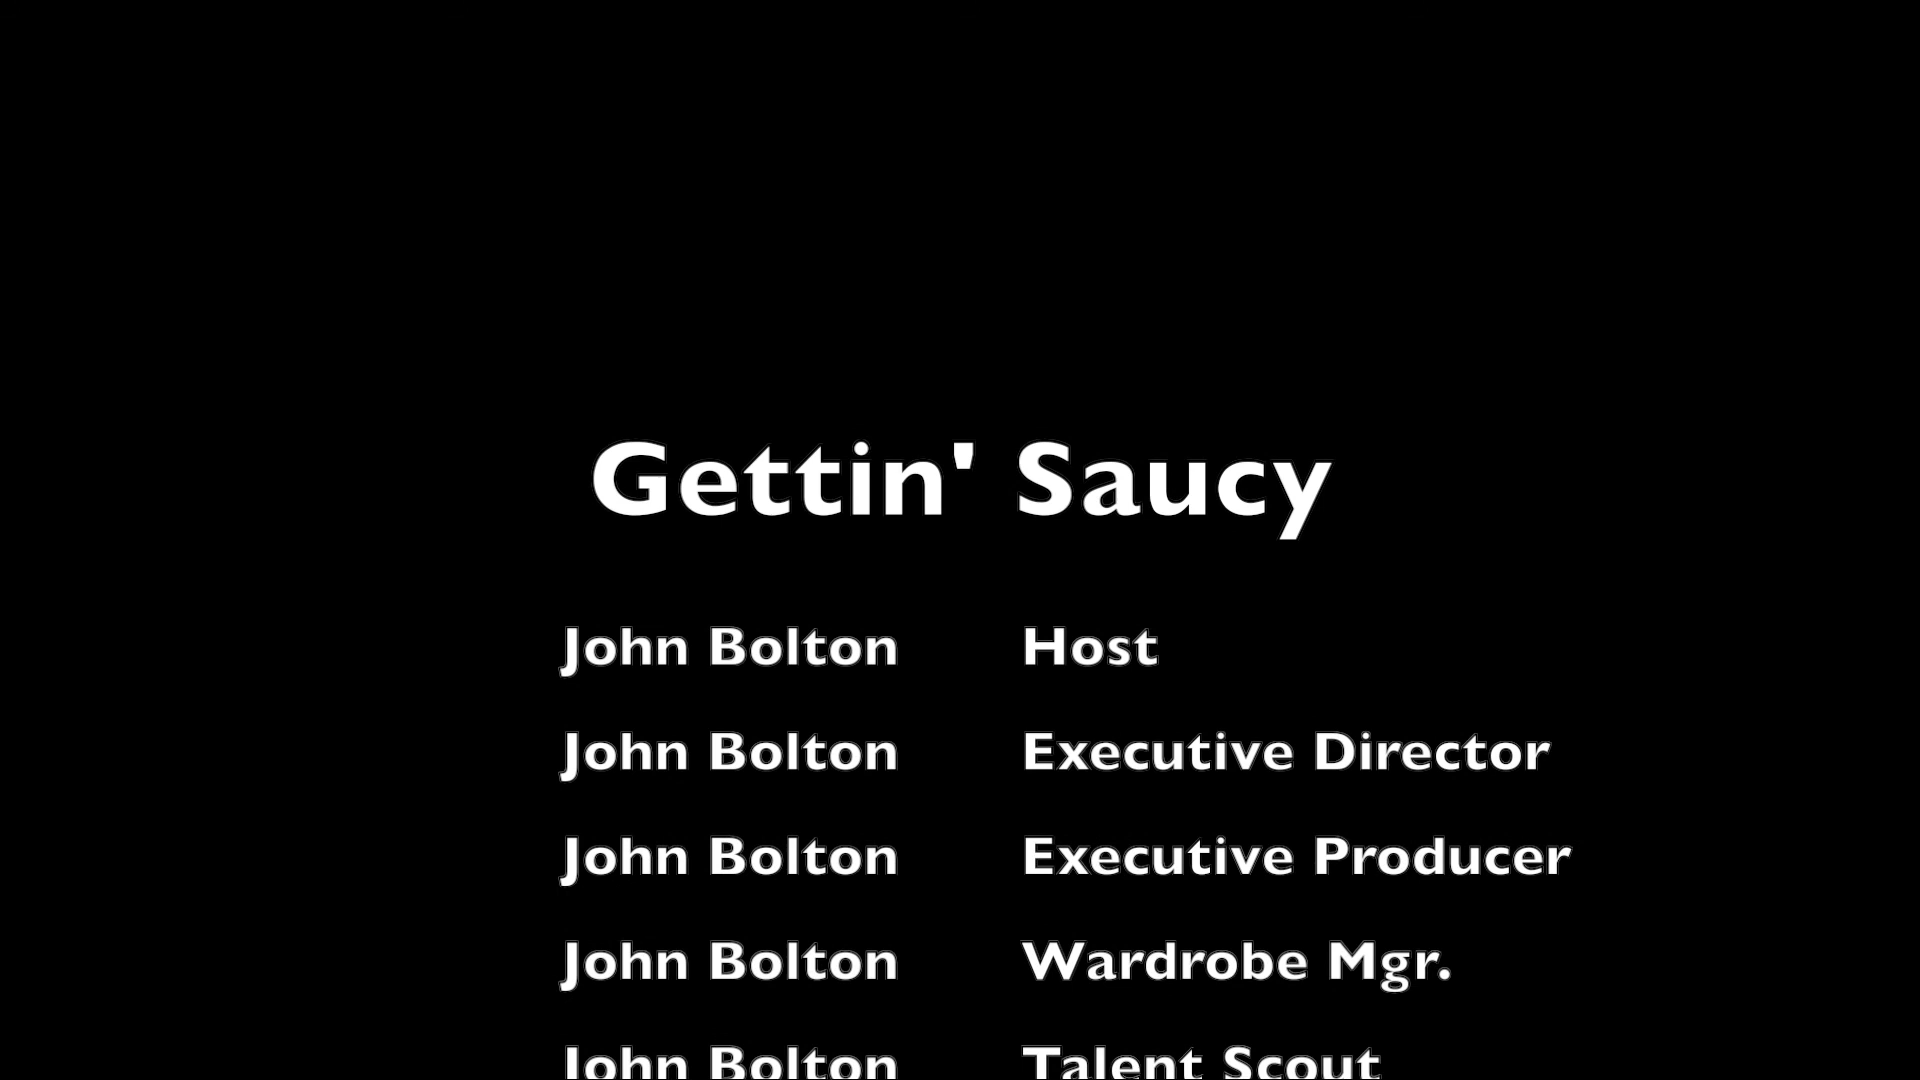 Gettin' Saucy
John Bolton Host
John Bolton Executive Director
John Bolton Executive Producer
John Bolton Wardrobe Mgr.
John Bolton Talent Scout